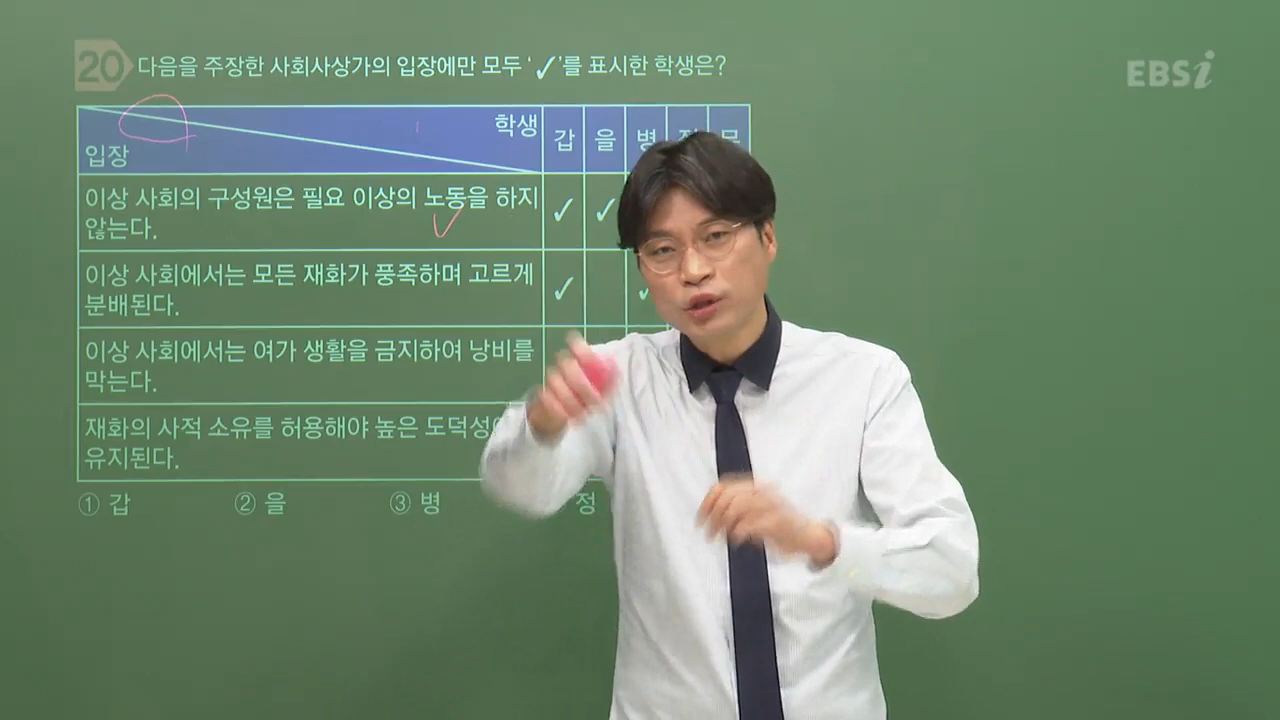 20 다음을 주장한 사회사상가의 입장에만 모두 ‘✓’를 표시한 학생은?
EBSi
학생
입장
갑 을 병
이상 사회의 구성원은 필요 이상의 노동을 하지
않는다.
✓ ✓
이상 사회에서는 모든 재화가 풍족하며 고르게
분배된다.
✓ ✓
이상 사회에서는 여가 생활을 금지하여 낭비를
막는다.
재화의 사적 소유를 허용해야 높은 도덕성이
유지된다.
① 갑 ② 을 ③ 병 정